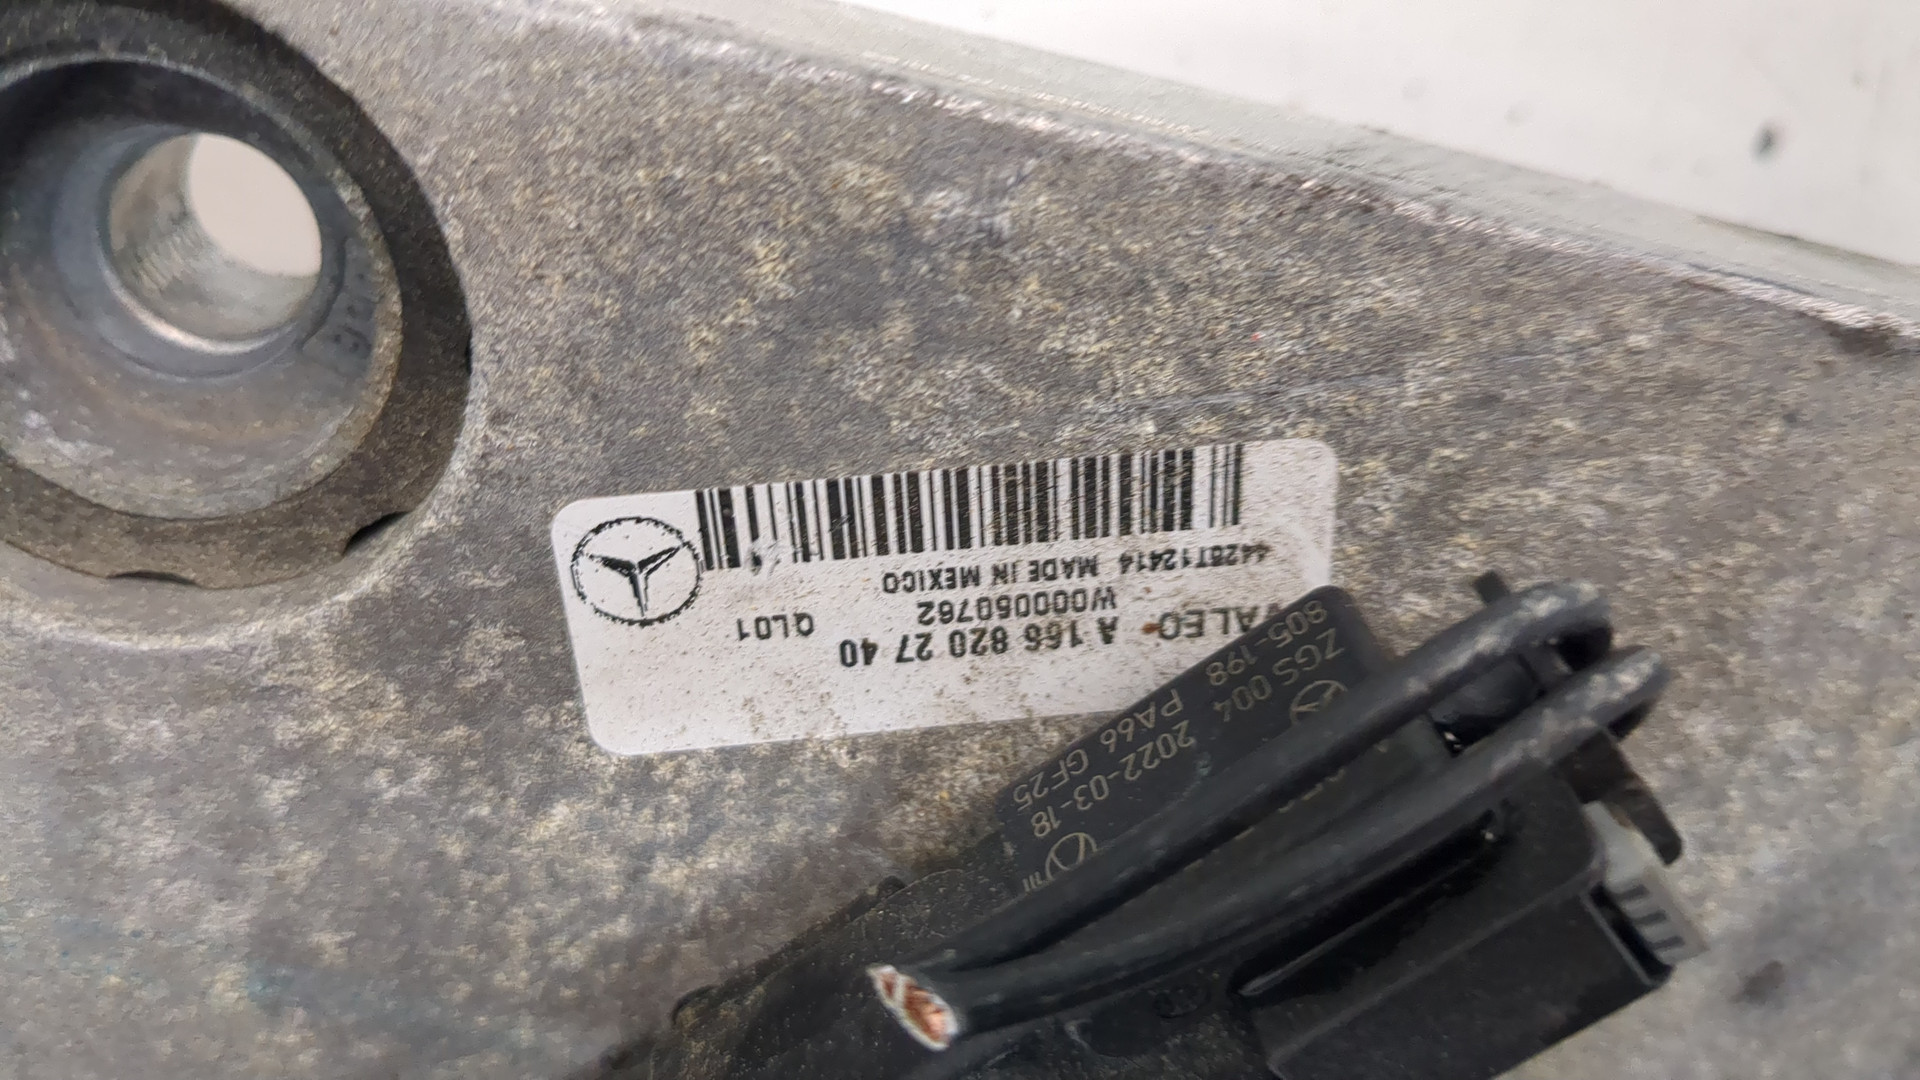 VALEO A 166 820 27 40
W000060762 QL01
4428T12414 MADE IN MEXICO
805-198 PA66 GF25
ZGS 004 2022-03-18